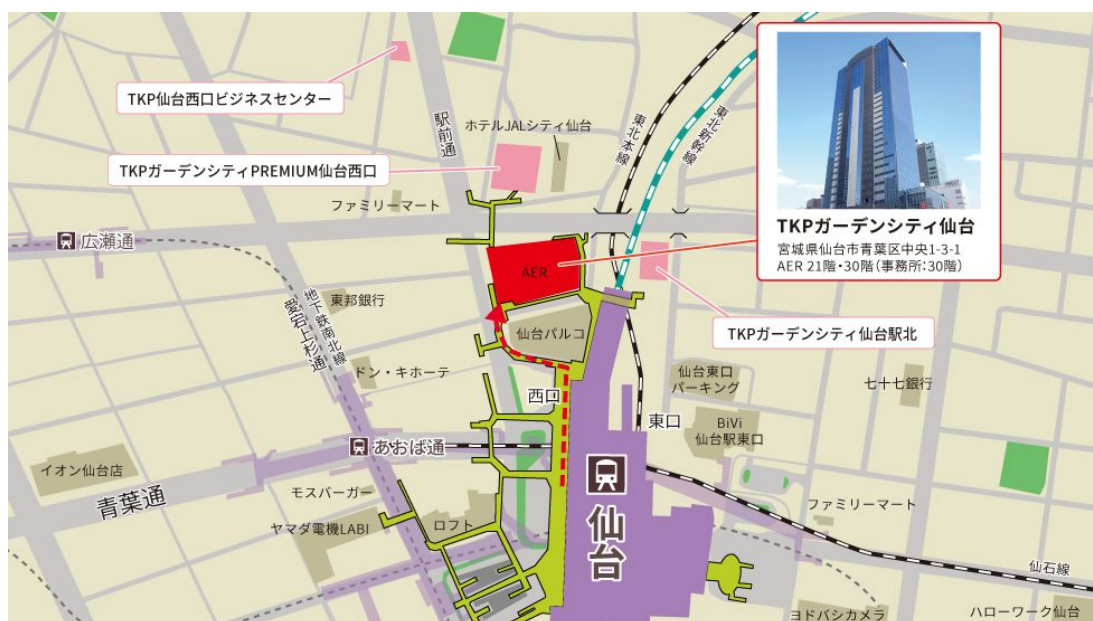 TKP仙台西口ビジネスセンター
駅前通
ホテルJALシティ仙台
東北本線
東北新幹線
TKPガーデンシティPREMIUM仙台西口
ファミリーマート
TKPガーデンシティ仙台
宮城県仙台市青葉区中央1-3-1
AER 21階・30階(事務所:30階)
広瀬通
AER
東邦銀行
地下鉄南北線
愛宕上杉通
仙台パルコ
TKPガーデンシティ仙台駅北
ドン・キホーテ
西口
東口
仙台東口
パーキング
七十七銀行
BiVi
仙台駅東口
あおば通
イオン仙台店
青葉通
モスバーガー
ヤマダ電機LABI
ロフト
仙台
ファミリーマート
仙石線
ヨドバシカメラ
ハローワーク仙台